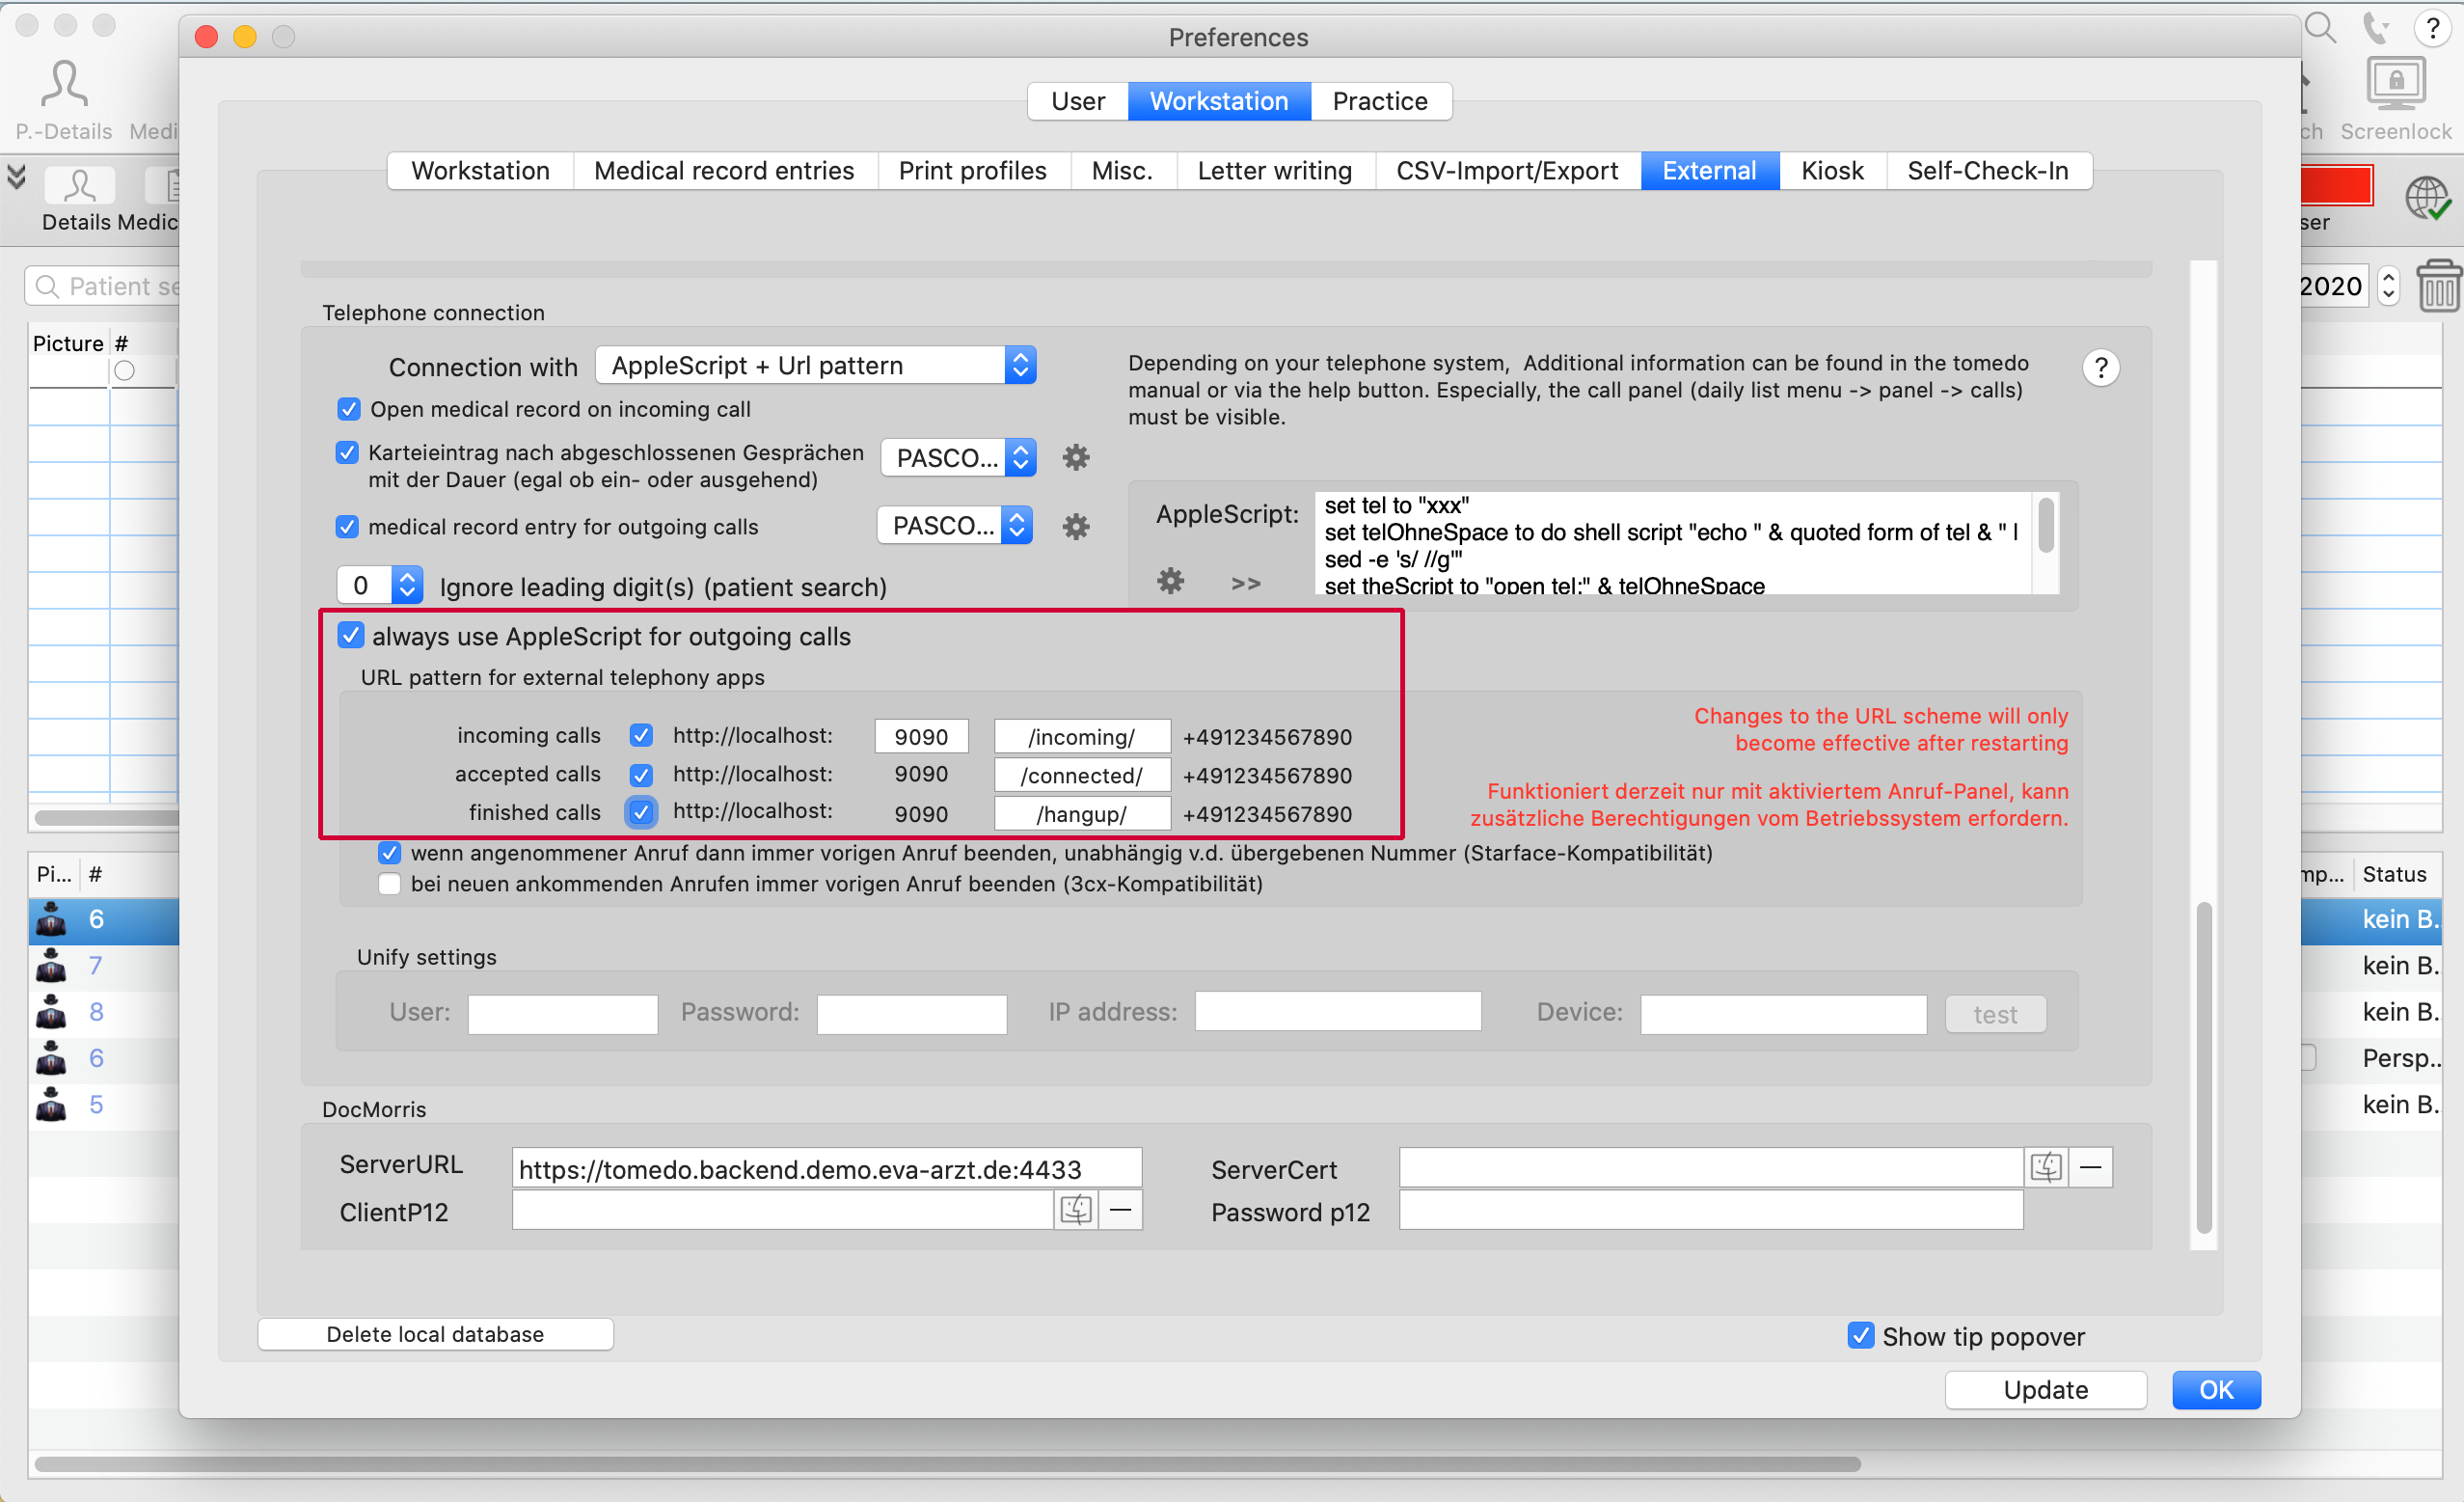 Preferences
?
P.-Details Medi
ch Screenlock
User Workstation Practice
Workstation Medical record entries Print profiles Misc. Letter writing CSV-Import/Export External Kiosk Self-Check-In
Details Medic
ser
Patient se
2020
Picture #
Telephone connection
Connection with AppleScript + Url pattern
Depending on your telephone system, Additional information can be found in the tomedo
manual or via the help button. Especially, the call panel (daily list menu -> panel -> calls)
must be visible.
?
Open medical record on incoming call
Karteieintrag nach abgeschlossenen Gesprächen
mit der Dauer (egal ob ein- oder ausgehend)
PASCO...
medical record entry for outgoing calls PASCO...
AppleScript:
set tel to "xxx"
set telOhneSpace to do shell script "echo " & quoted form of tel & " |
sed -e 's/ //g'"
set theScript to "open tel:" & telOhneSpace
>>
0 Ignore leading digit(s) (patient search)
always use AppleScript for outgoing calls
URL pattern for external telephony apps
incoming calls http://localhost: 9090 /incoming/ +491234567890
accepted calls http://localhost: 9090 /connected/ +491234567890
finished calls http://localhost: 9090 /hangup/ +491234567890
Changes to the URL scheme will only
become effective after restarting
Funktioniert derzeit nur mit aktiviertem Anruf-Panel, kann
zusätzliche Berechtigungen vom Betriebssystem erfordern.
wenn angenommener Anruf dann immer vorigen Anruf beenden, unabhängig v.d. übergebenen Nummer (Starface-Kompatibilität)
bei neuen ankommenden Anrufen immer vorigen Anruf beenden (3cx-Kompatibilität)
Pi... #
mp... Status
6 kein B..
7 kein B..
8 kein B..
6 Persp..
5 kein B..
Unify settings
User: Password: IP address: Device: test
DocMorris
ServerURL https://tomedo.backend.demo.eva-arzt.de:4433 ServerCert
ClientP12 Password p12
Delete local database
Show tip popover
Update OK